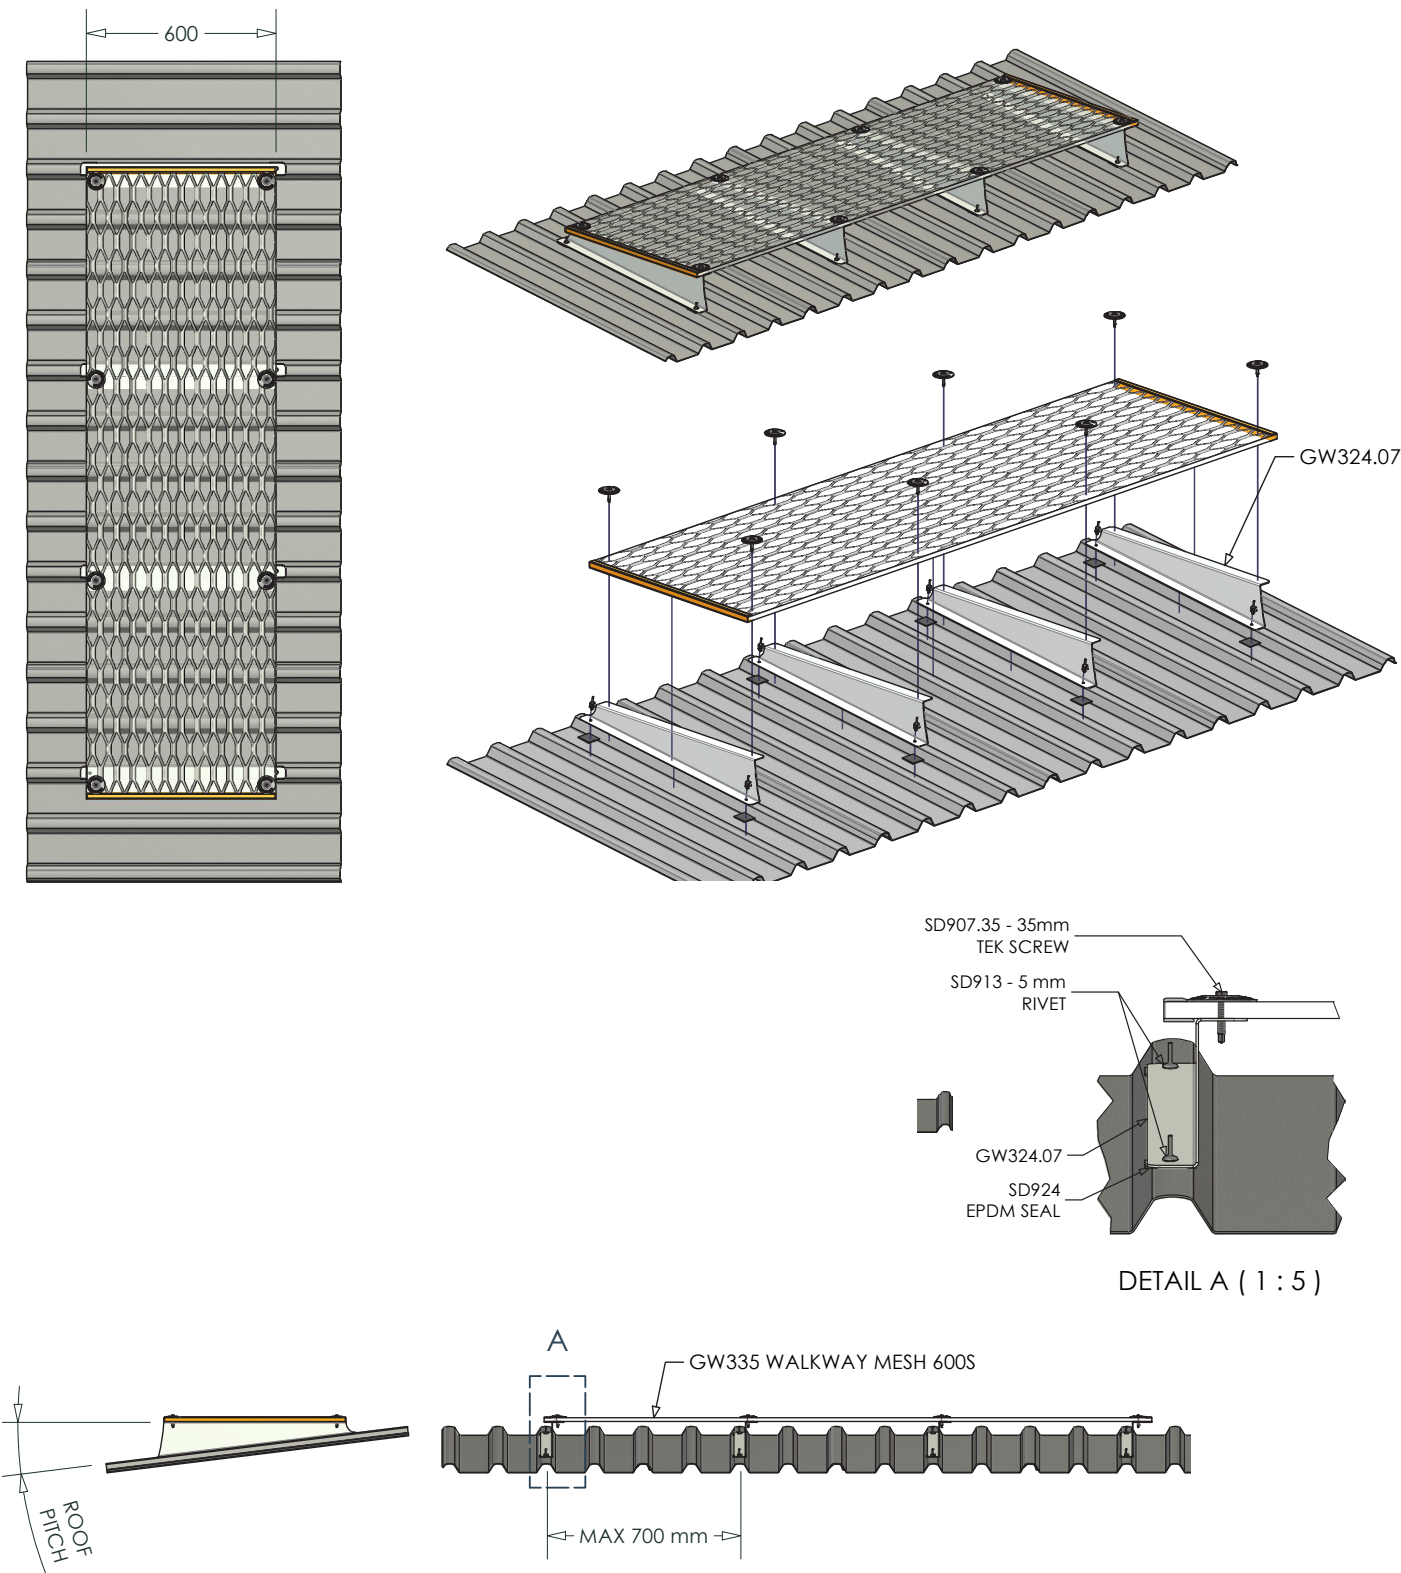 600
GW324.07
SD907.35 - 35mm
TEK SCREW
SD913 - 5 mm
RIVET
GW324.07
SD924
EPDM SEAL
DETAIL A ( 1 : 5 )
A
GW335 WALKWAY MESH 600S
ROOF
PITCH
MAX 700 mm